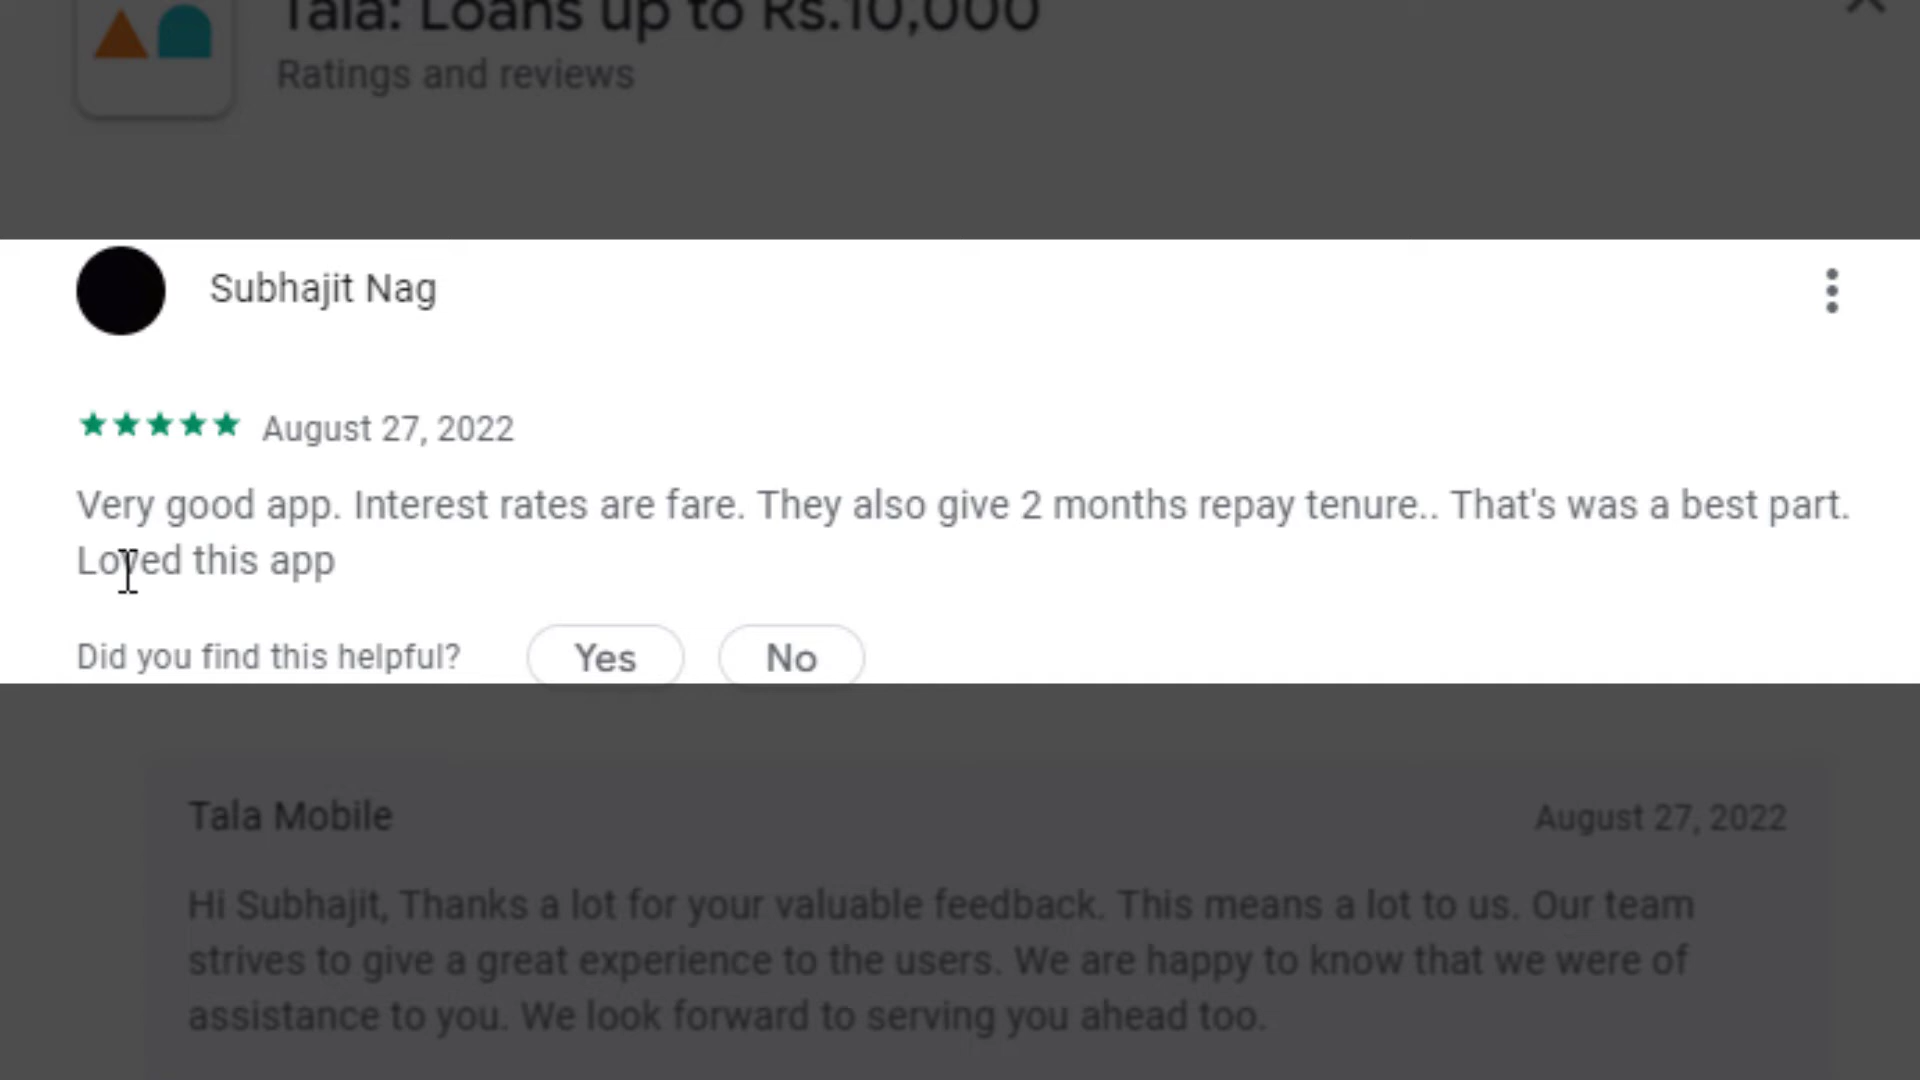 Tala: Loans up to Rs.10,000
Ratings and reviews
Subhajit Nag
August 27, 2022
Very good app. Interest rates are fare. They also give 2 months repay tenure.. That's was a best part.
Loved this app
Did you find this helpful? Yes No
Tala Mobile August 27, 2022
Hi Subhajit, Thanks a lot for your valuable feedback. This means a lot to us. Our team
strives to give a great experience to the users. We are happy to know that we were of
assistance to you. We look forward to serving you ahead too.